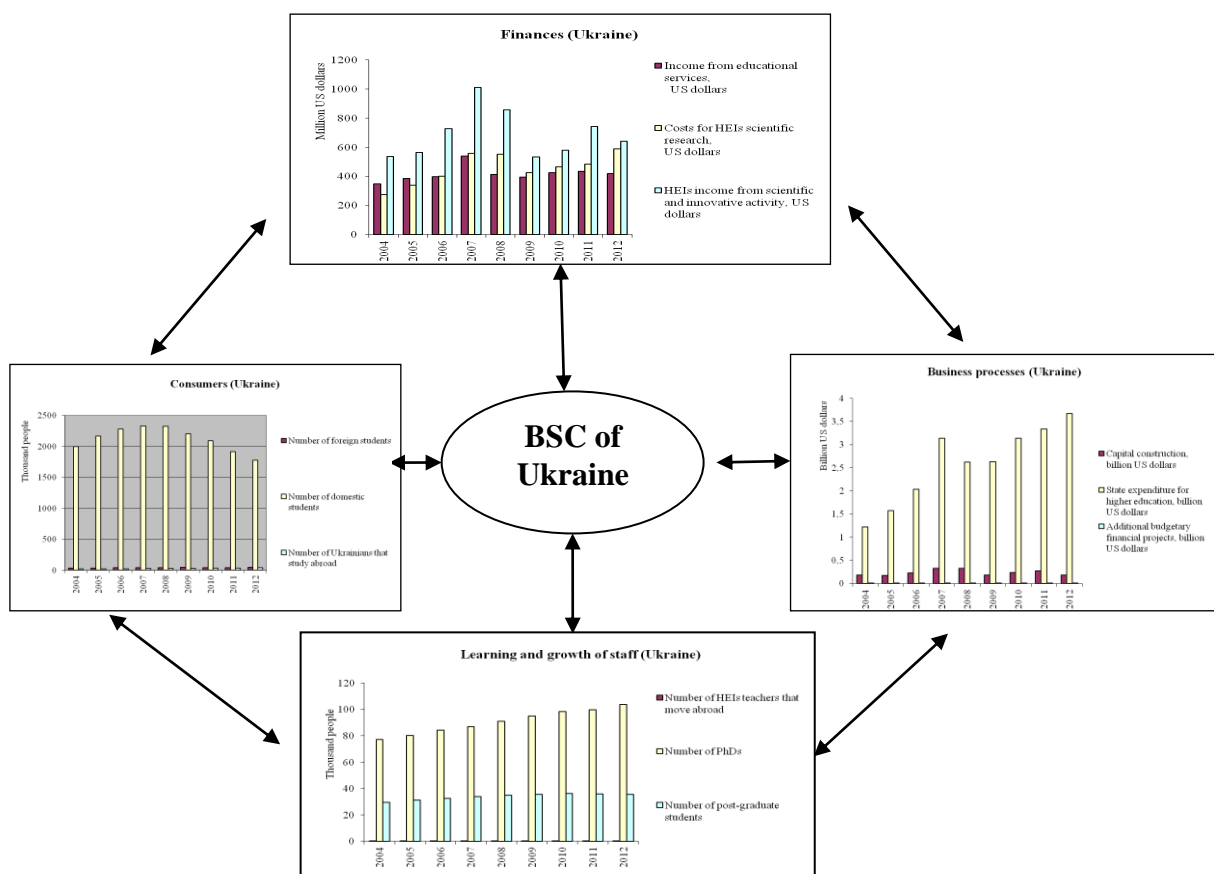 Finances (Ukraine)
Million US dollars
1200
1000
800
600
400
200
0
2004
2005
2006
2007
2008
2009
2010
2011
2012
Income from educational
services,
US dollars
Costs for HEIs scientific
research,
US dollars
HEIs income from scientific
and innovative activity, US
dollars
Consumers (Ukraine)
Thousand people
2500
2000
1500
1000
500
0
2004
2005
2006
2007
2008
2009
2010
2011
2012
Number of foreign students
Number of domestic
students
Number of Ukrainians that
study abroad
BSC of
Ukraine
Business processes (Ukraine)
Billion US dollars
4
3.5
3
2.5
2
1.5
1
0.5
0
2004
2005
2006
2007
2008
2009
2010
2011
2012
Capital construction,
billion US dollars
State expenditure for
higher education, billion
US dollars
Additional budgetary
financial projects, billion
US dollars
Learning and growth of staff (Ukraine)
Thousand people
120
100
80
60
40
20
0
2004
2005
2006
2007
2008
2009
2010
2011
2012
Number of HEIs teachers that
move abroad
Number of PhDs
Number of post-graduate
students